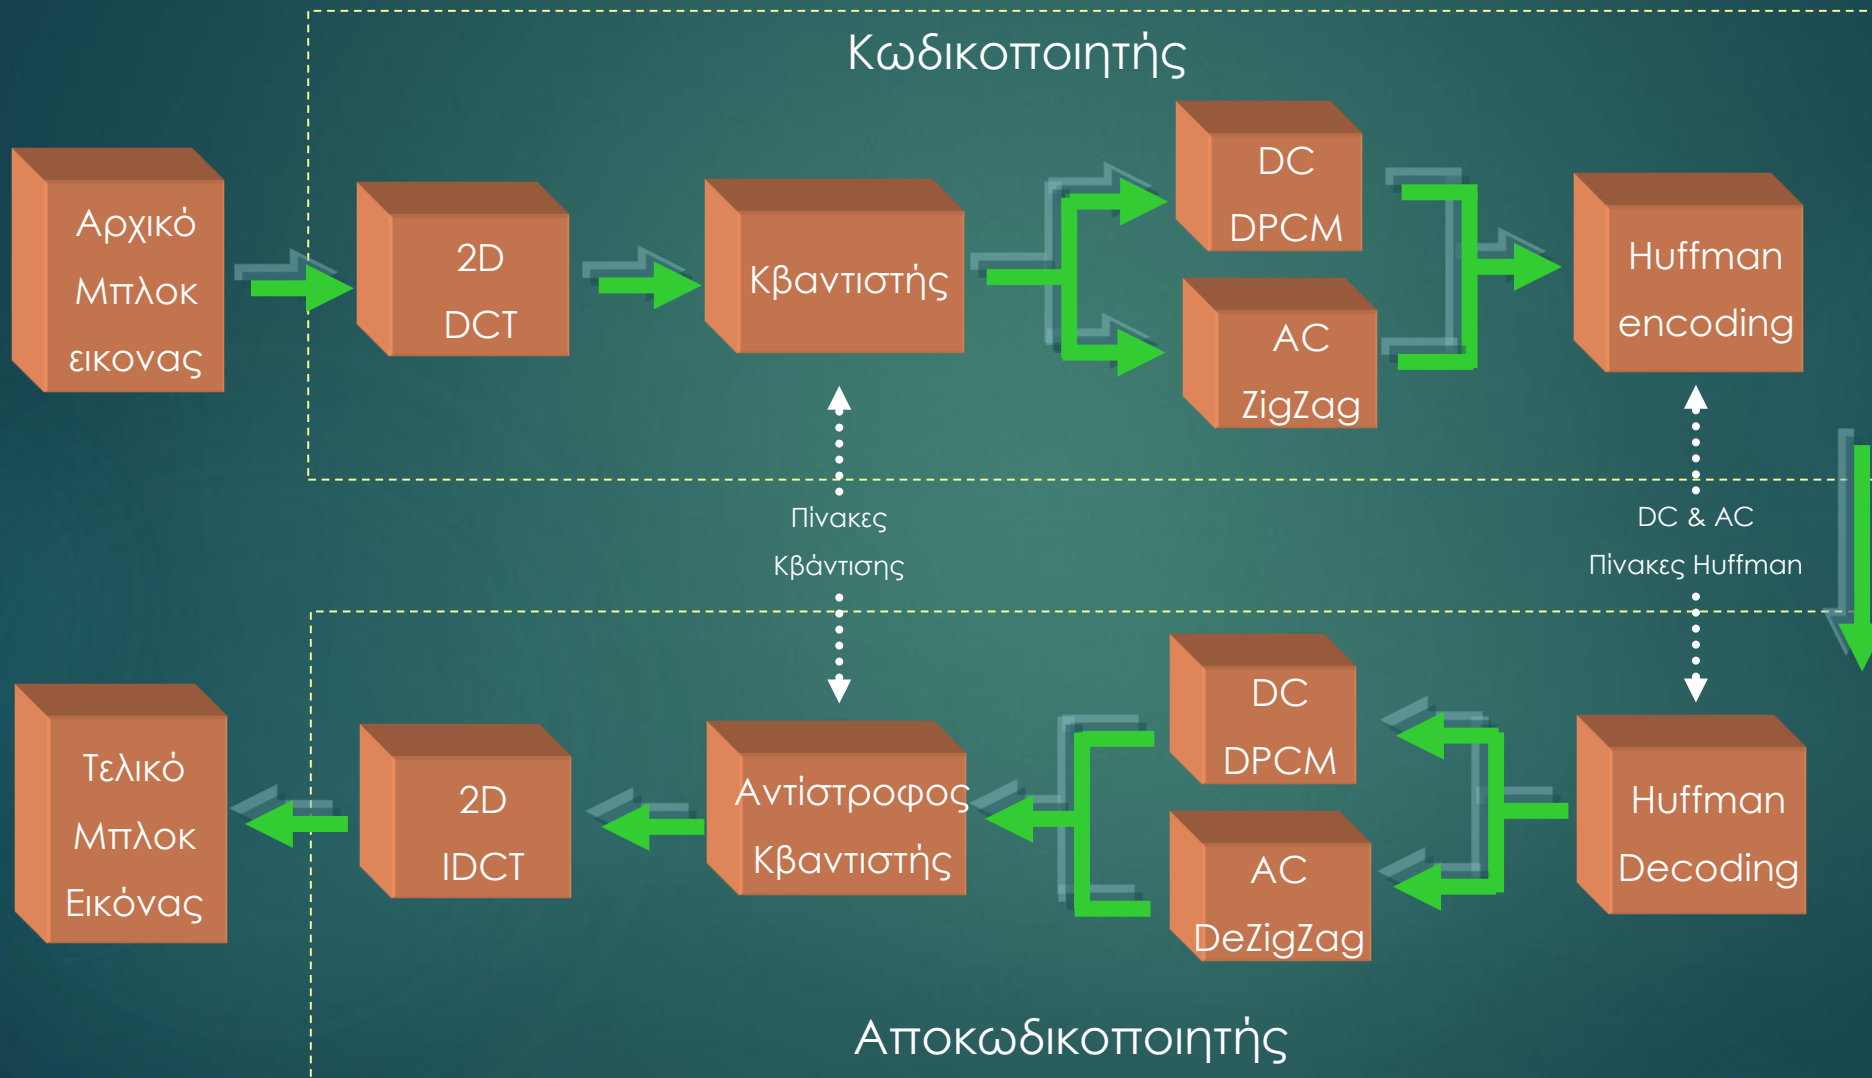 Κωδικοποιητής
Αρχικό
Μπλοκ
εικονας
2D
DCT
Κβαντιστής
DC
DPCM
AC
ZigZag
Huffman
encoding
Πίνακες
Κβάντισης
DC & AC
Πίνακες Huffman
Τελικό
Μπλοκ
Εικόνας
2D
IDCT
Αντίστροφος
Κβαντιστής
DC
DPCM
AC
DeZigZag
Huffman
Decoding
Αποκωδικοποιητής